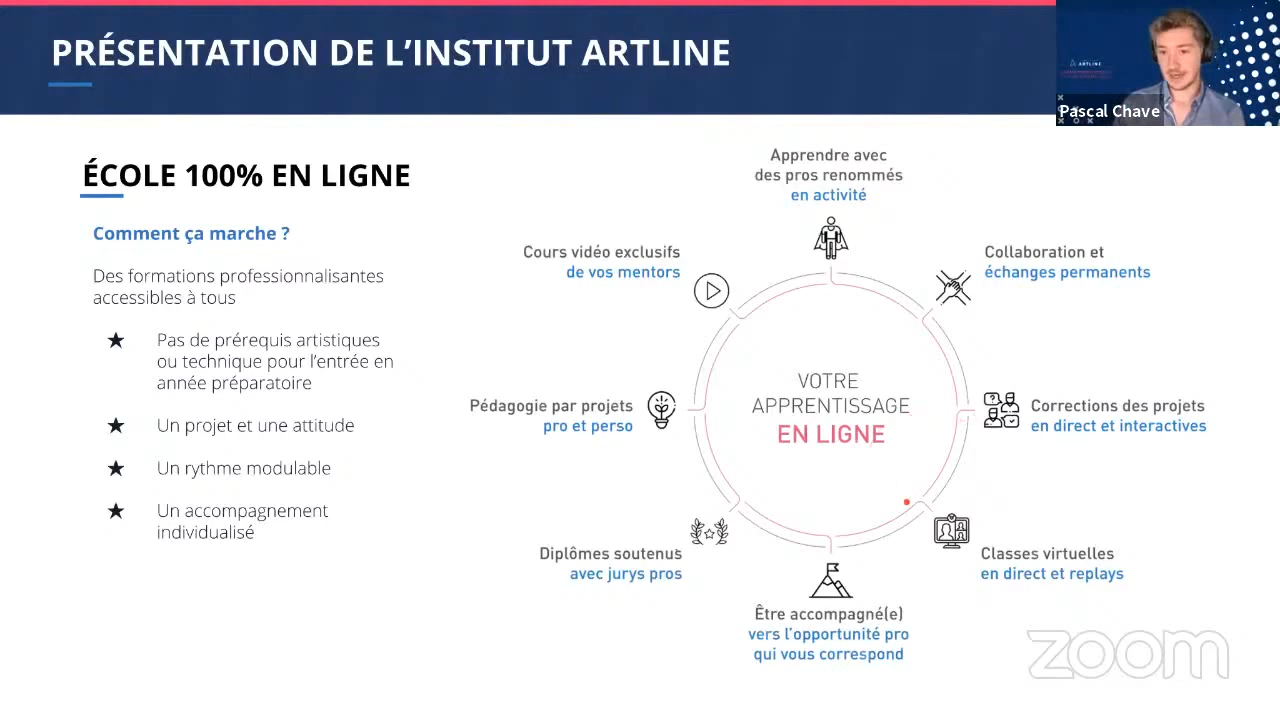 PRÉSENTATION DE L’INSTITUT ARTLINE
ARTLINE
Pascal Chave
ÉCOLE 100% EN LIGNE
Comment ça marche ?
Des formations professionnalisantes
accessibles à tous
★ Pas de prérequis artistiques
ou technique pour l’entrée en
année préparatoire
★ Un projet et une attitude
★ Un rythme modulable
★ Un accompagnement
individualisé
Apprendre avec
des pros renommés
en activité
Cours vidéo exclusifs
de vos mentors
Collaboration et
échanges permanents
Pédagogie par projets
pro et perso
VOTRE
APPRENTISSAGE
EN LIGNE
Corrections des projets
en direct et interactives
Diplômes soutenus
avec jurys pros
Classes virtuelles
en direct et replays
Être accompagné(e)
vers l’opportunité pro
qui vous correspond
zoom